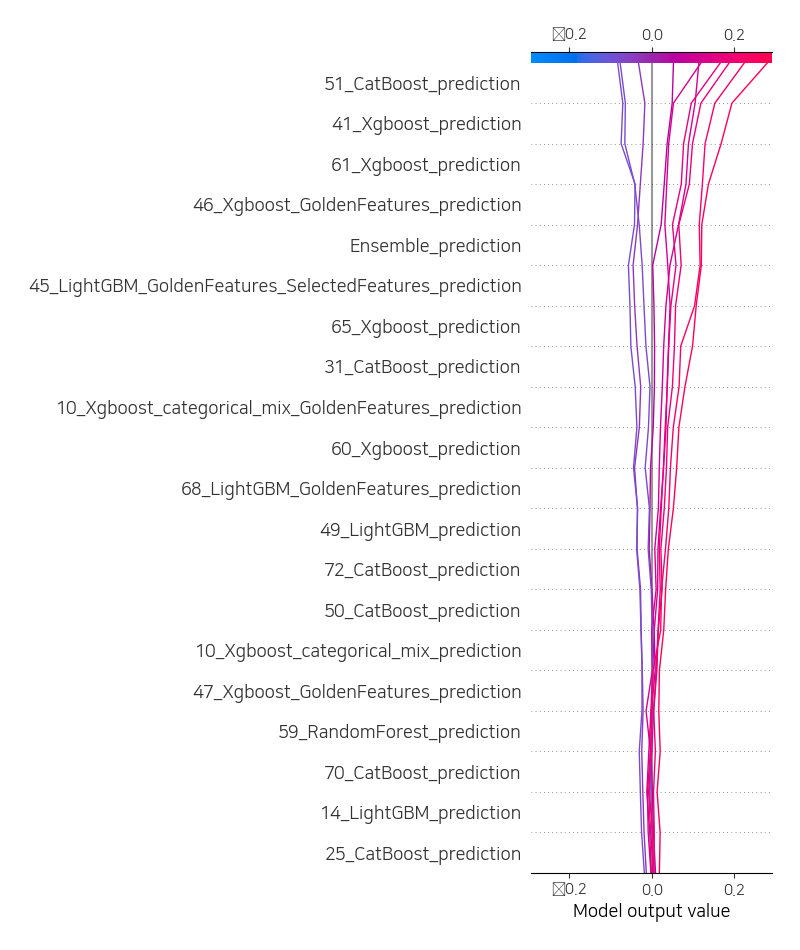 0.2 0.0 0.2
51_CatBoost_prediction
41_Xgboost_prediction
61_Xgboost_prediction
46_Xgboost_GoldenFeatures_prediction
Ensemble_prediction
45_LightGBM_GoldenFeatures_SelectedFeatures_prediction
65_Xgboost_prediction
31_CatBoost_prediction
10_Xgboost_categorical_mix_GoldenFeatures_prediction
60_Xgboost_prediction
68_LightGBM_GoldenFeatures_prediction
49_LightGBM_prediction
72_CatBoost_prediction
50_CatBoost_prediction
10_Xgboost_categorical_mix_prediction
47_Xgboost_GoldenFeatures_prediction
59_RandomForest_prediction
70_CatBoost_prediction
14_LightGBM_prediction
25_CatBoost_prediction
0.2 0.0 0.2
Model output value